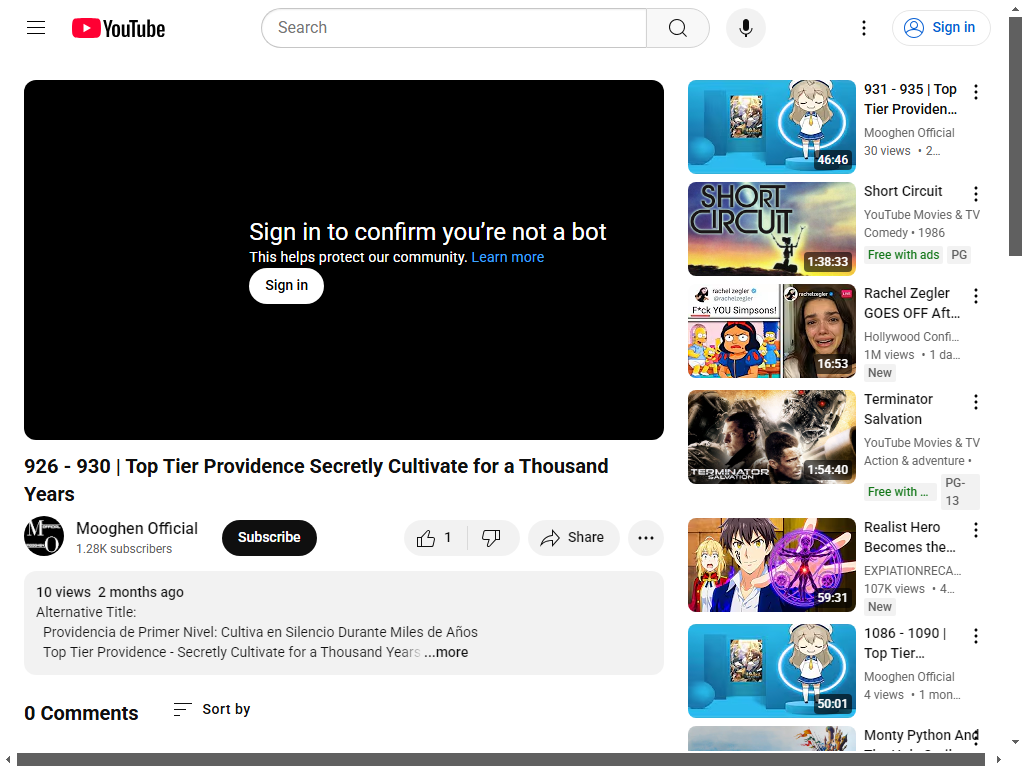 YouTube
Search
Sign in
Sign in to confirm you’re not a bot
This helps protect our community. Learn more
Sign in
926 - 930 | Top Tier Providence Secretly Cultivate for a Thousand
Years
Mooghen Official
1.28K subscribers
Subscribe
1
Share
10 views 2 months ago
Alternative Title:
Providencia de Primer Nivel: Cultiva en Silencio Durante Miles de Años
Top Tier Providence - Secretly Cultivate for a Thousand Years ...more
0 Comments
Sort by
46:46
931 - 935 | Top
Tier Providen...
Mooghen Official
30 views • 2...
SHORT
CIRCUIT
1:38:33
Short Circuit
YouTube Movies & TV
Comedy • 1986
Free with ads PG
rachel zegler
@rachelzegler
F*ck YOU Simpsons!
rachelzegler
LIVE
16:53
Rachel Zegler
GOES OFF Aft...
Hollywood Confi...
1M views • 1 da...
New
TERMINATOR
SALVATION
1:54:40
Terminator
Salvation
YouTube Movies & TV
Action & adventure •
Free with ... PG-
13
59:31
Realist Hero
Becomes the...
EXPIATIONRECA...
107K views • 4...
New
50:01
1086 - 1090 |
Top Tier...
Mooghen Official
4 views • 1 mon...
Monty Python And